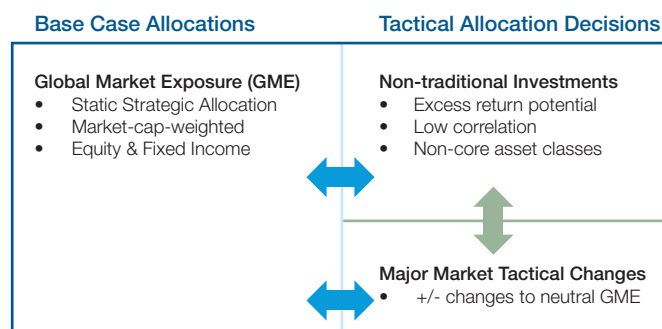 Base Case Allocations
Tactical Allocation Decisions
Global Market Exposure (GME)
• Static Strategic Allocation
• Market-cap-weighted
• Equity & Fixed Income
Non-traditional Investments
• Excess return potential
• Low correlation
• Non-core asset classes
Major Market Tactical Changes
• +/- changes to neutral GME